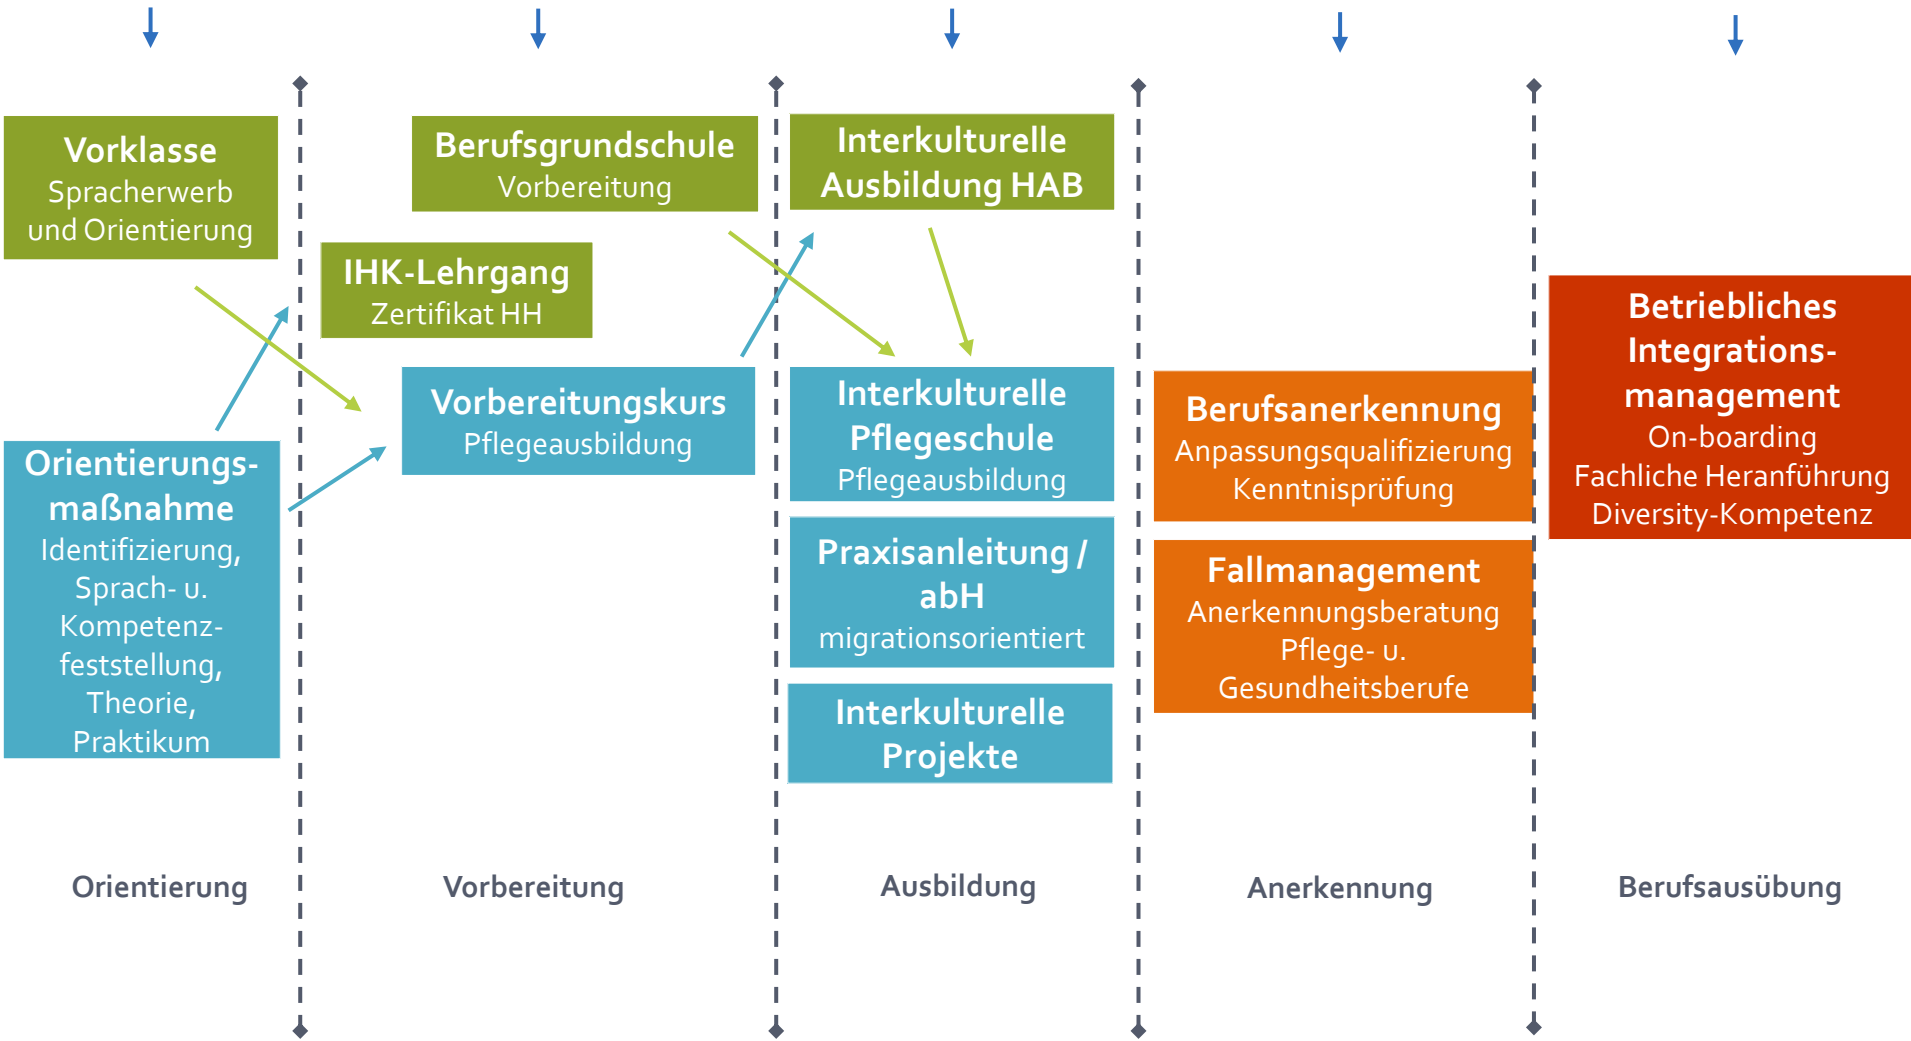 Vorklasse
Spracherwerb
und Orientierung
Orientierungs-
maßnahme
Identifizierung,
Sprach- u.
Kompetenz-
feststellung,
Theorie,
Praktikum
Orientierung
Berufsgrundschule
Vorbereitung
IHK-Lehrgang
Zertifikat HH
Vorbereitungskurs
Pflegeausbildung
Vorbereitung
Interkulturelle
Ausbildung HAB
Interkulturelle
Pflegeschule
Pflegeausbildung
Praxisanleitung /
abH
migrationsorientiert
Interkulturelle
Projekte
Ausbildung
Berufsanerkennung
Anpassungsqualifizierung
Kenntnisprüfung
Fallmanagement
Anerkennungsberatung
Pflege- u.
Gesundheitsberufe
Anerkennung
Betriebliches
Integrations-
management
On-boarding
Fachliche Heranführung
Diversity-Kompetenz
Berufsausübung